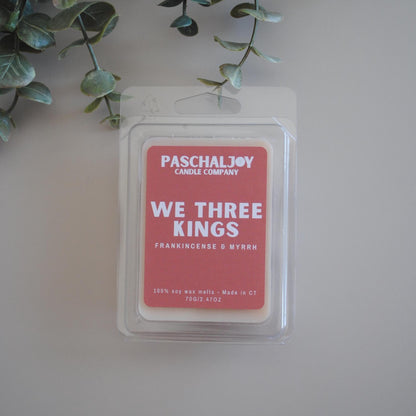 PASCHALJOY
CANDLE COMPANY
WE THREE
KINGS
FRANKINCENSE & MYRRH
100% soy wax melts - Made in CT
70G/2.47OZ